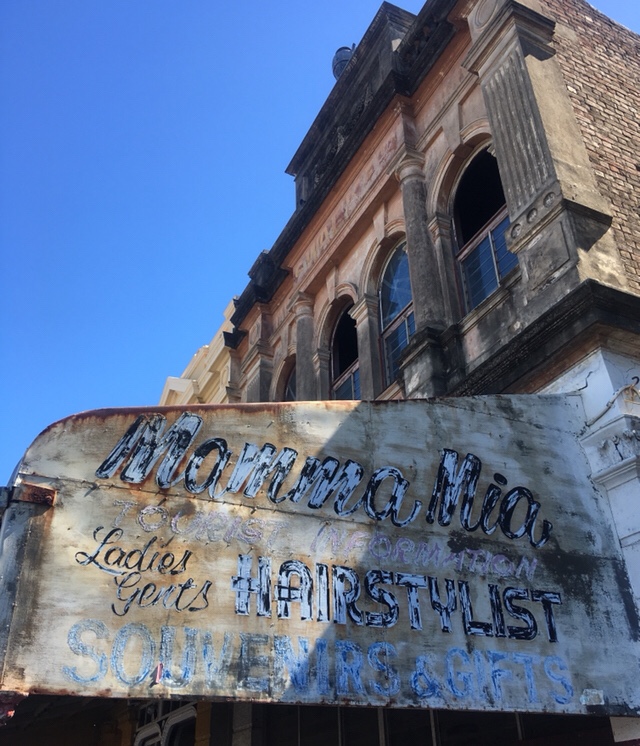 Mamma Mia
TOURIST INFORMATION
Ladies
Gents
HAIRSTYLIST
SOUVENIRS & GIFTS